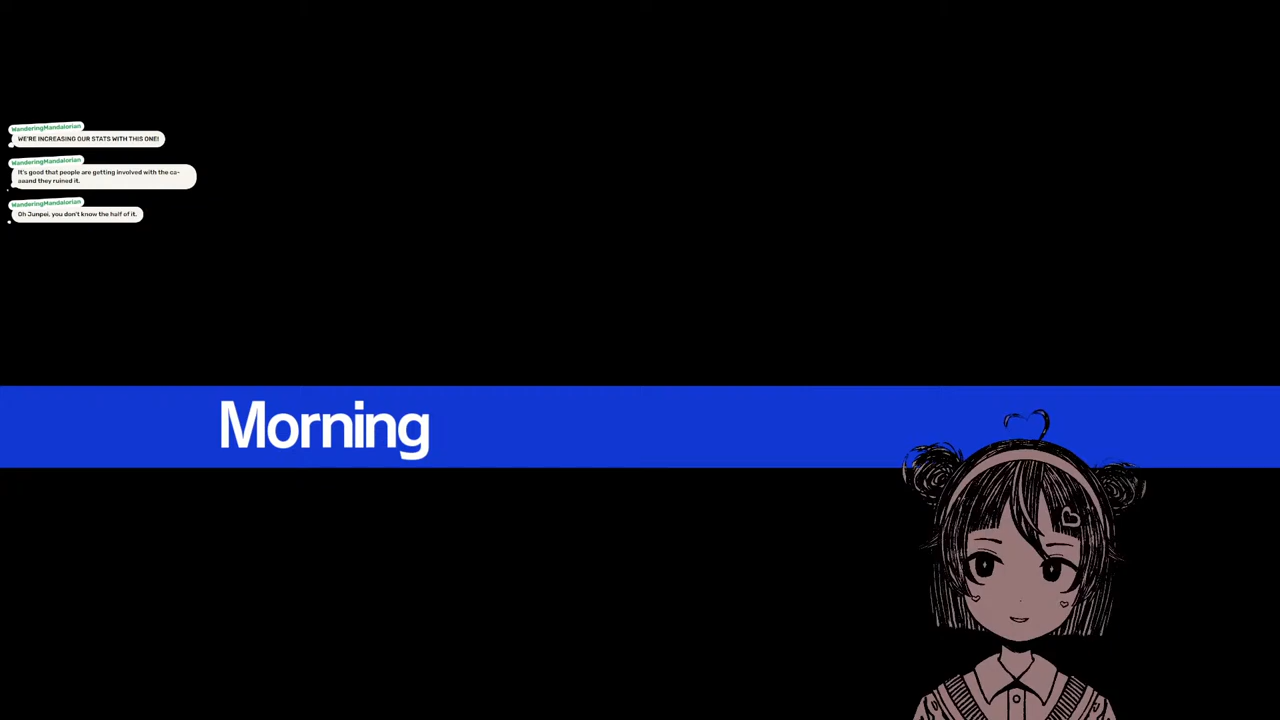 WanderingMandalorian
WE'RE INCREASING OUR STATS WITH THIS ONE!
WanderingMandalorian
It's good that people are getting involved with the ca-
aaand they ruined it.
WanderingMandalorian
Oh Junpei, you don't know the half of it.
Morning